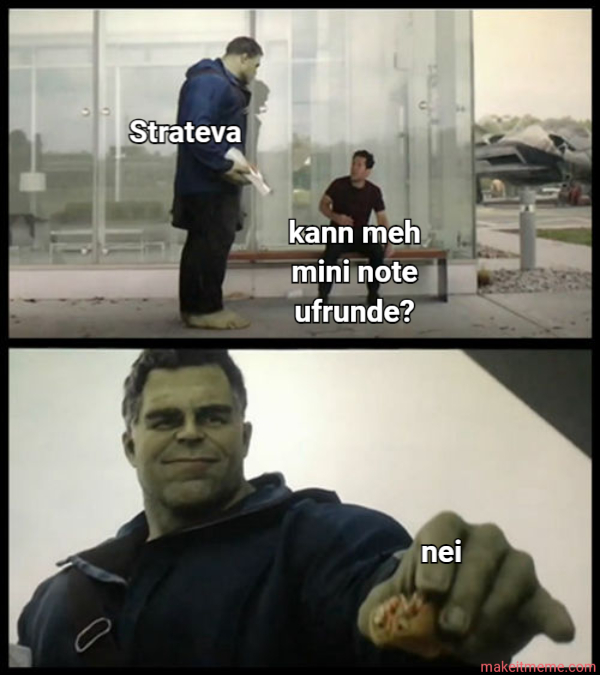 Strateva
kann meh
mini note
ufrunde?
nei
makeitmeme.com